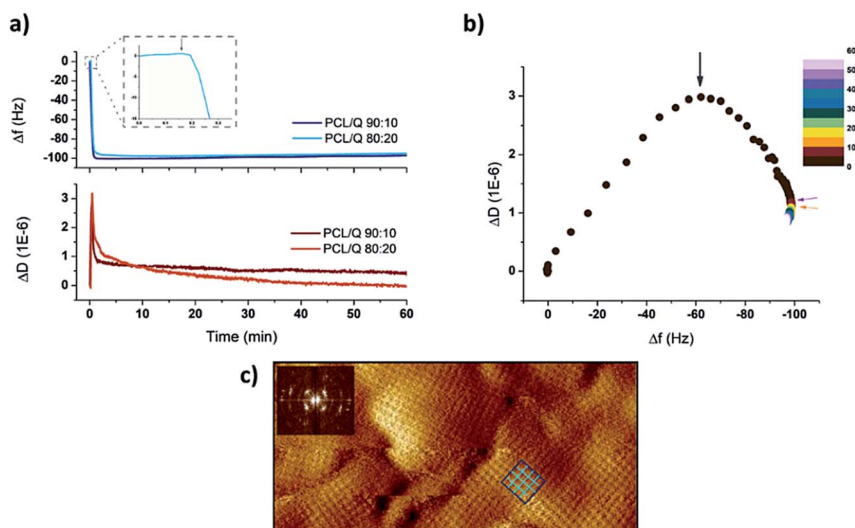 a)
0
-20
-40
-60
-80
-100
Δf (Hz)
PCL/Q 90:10
PCL/Q 80:20
3
2
1
0
ΔD (1E-6)
PCL/Q 90:10
PCL/Q 80:20
0 10 20 30 40 50 60
Time (min)
b)
3
2
1
0
ΔD (1E-6)
0 -20 -40 -60 -80 -100
Δf (Hz)
60
50
40
30
20
10
0
c)